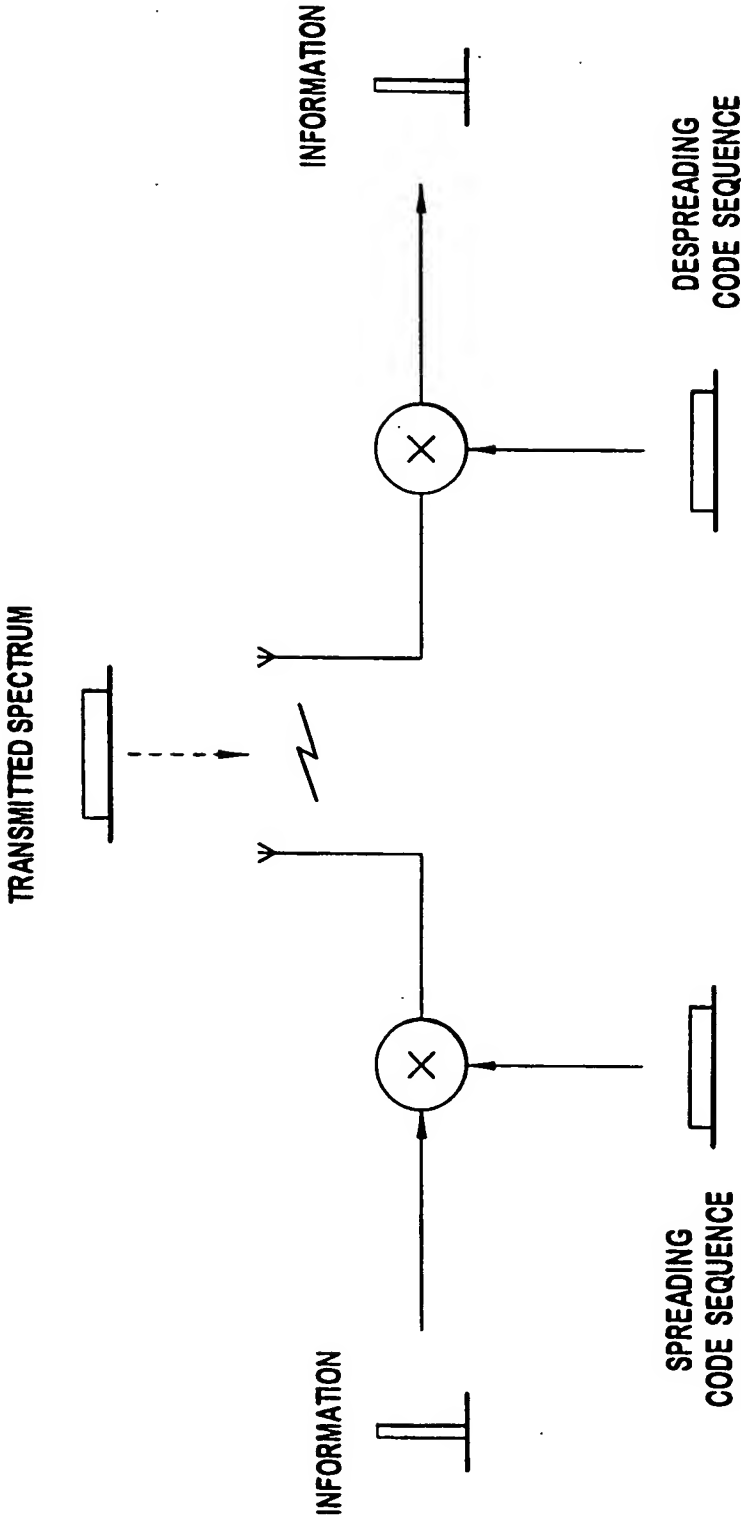 TRANSMITTED SPECTRUM
INFORMATION
INFORMATION
SPREADING
CODE SEQUENCE
DESPREADING
CODE SEQUENCE